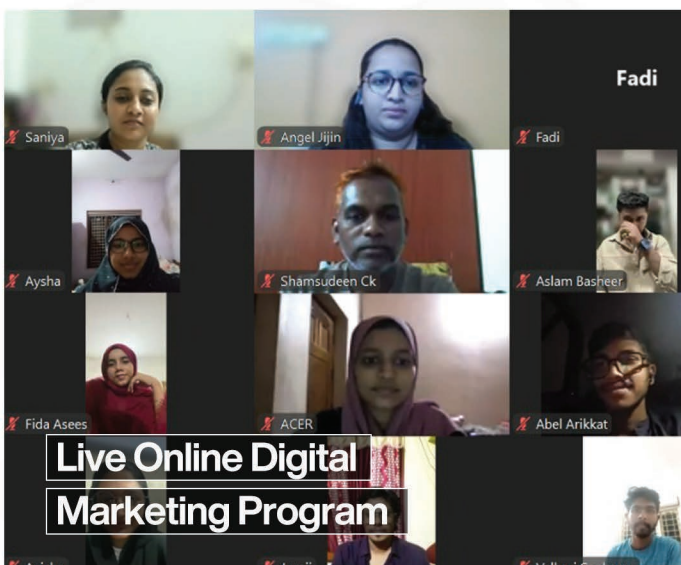 Fadi
Saniya
Angel Jijin
Fadi
Aysha
Shamsudeen Ck
Aslam Basheer
Fida Asees
ACER
Abel Arikkat
Live Online Digital
Marketing Program